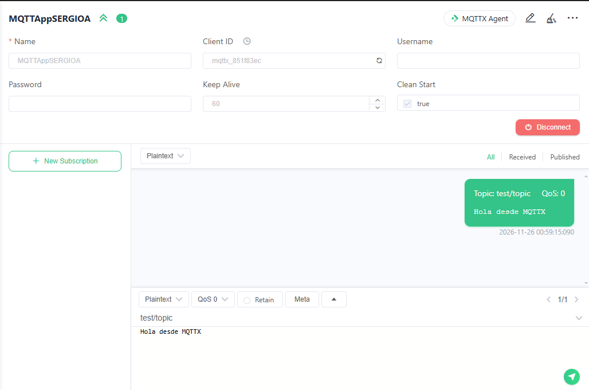 MQTTAppSERGIOA 1 MQTTX Agent
* Name Client ID Username
MQTTAppSERGIOA mqttx_851f83ec
Password Keep Alive Clean Start
60 true
Disconnect
+ New Subscription Plaintext All Received Published
Topic: test/topic QoS: 0
Hola desde MQTTX
2026-11-26 00:59:15:090
Plaintext QoS 0 Retain Meta 1/1
test/topic
Hola desde MQTTX